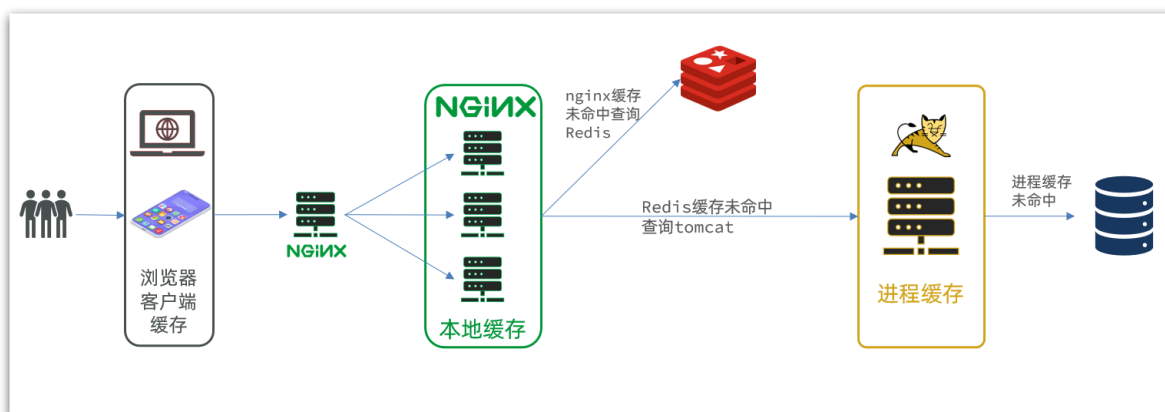 浏览器
客户端
缓存
NGINX
NGINX
本地缓存
nginx缓存
未命中查询
Redis
Redis缓存未命中
查询tomcat
进程缓存
进程缓存
未命中